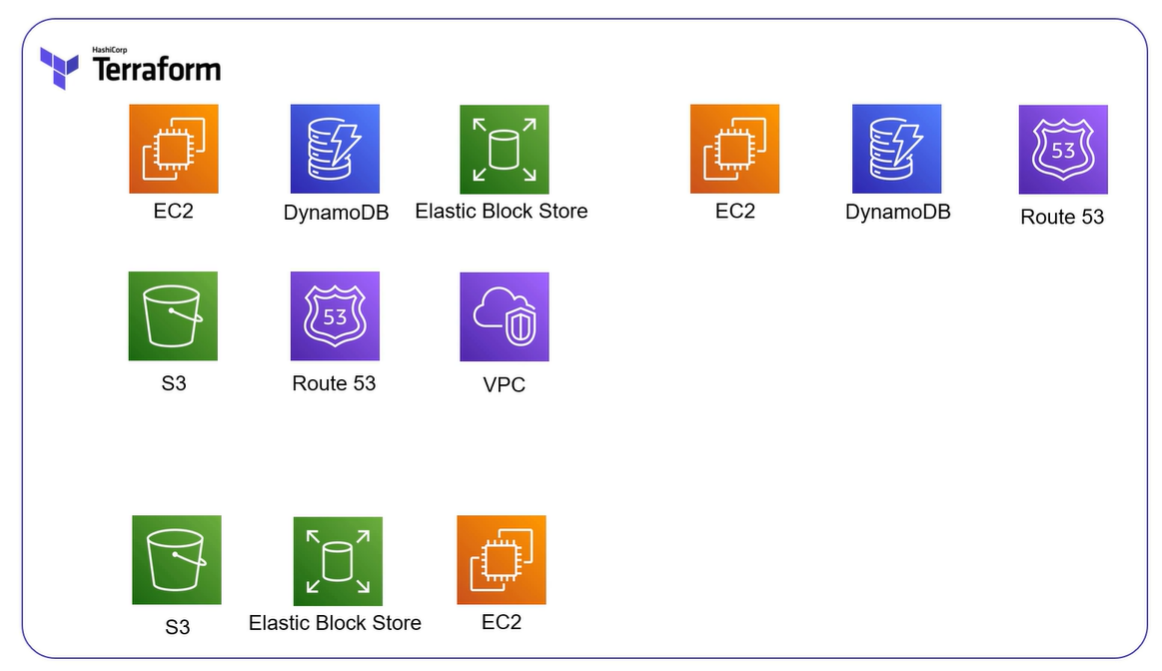 HashiCorp
Terraform
EC2
DynamoDB
Elastic Block Store
EC2
DynamoDB
53
Route 53
S3
53
Route 53
VPC
S3
Elastic Block Store
EC2